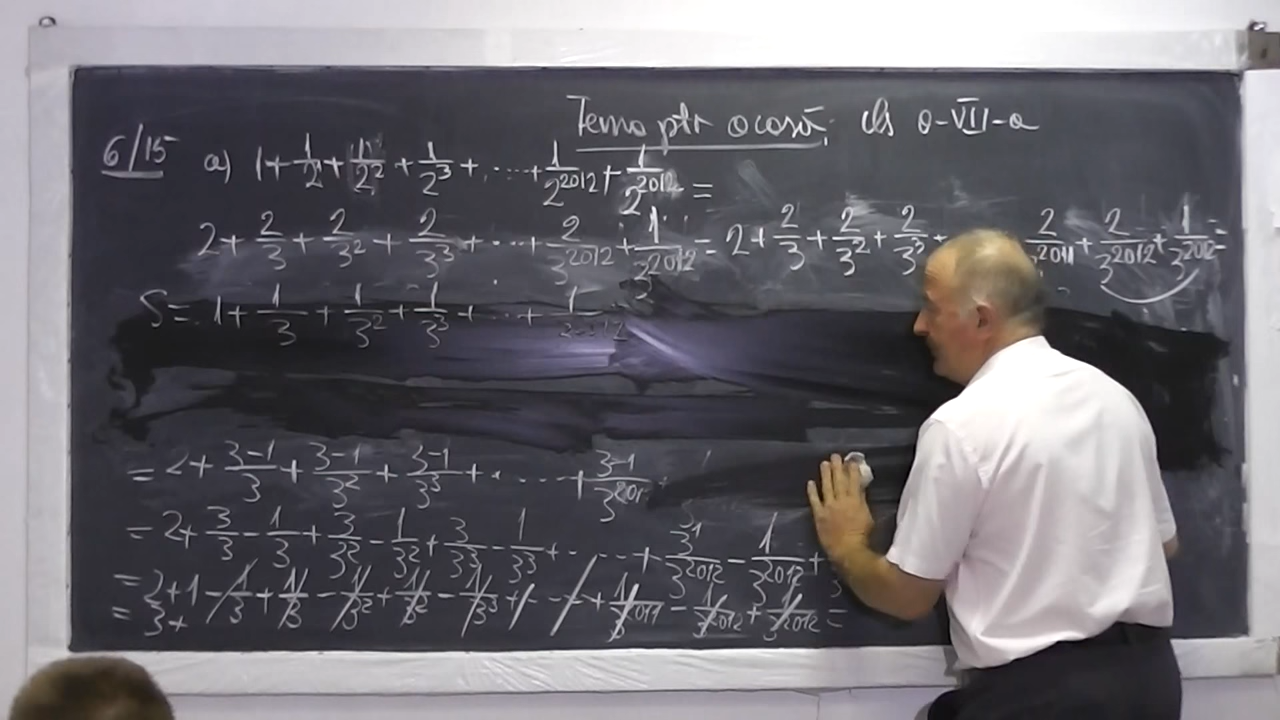 Temă ptr acasă: cls a-VII-a
6/15 a) 1+1/2+1/2²+1/2³+...+1/2²⁰¹²+1/2²⁰¹²=
2+2/3+2/3²+2/3³+...+2/3²⁰¹²+1/3²⁰¹²=2+2/3+2/3²+2/3³+ 2/3²⁰¹¹+2/3²⁰¹²+1/3²⁰¹²=
S=1+1/3+1/3²+1/3³+...+1/
=2+3-1/3+3-1/3²+3-1/3³+...+3-1/
=2+3/3-1/3+3/3²-1/3²+3/3³-1/3³+...+3¹/3²⁰¹²-1/3²⁰¹²+
=2+1-1/3+1/3-1/3²+1/3²-1/3³+...+1/3²⁰¹¹-1/3²⁰¹²+1/3²⁰¹²=
=3+